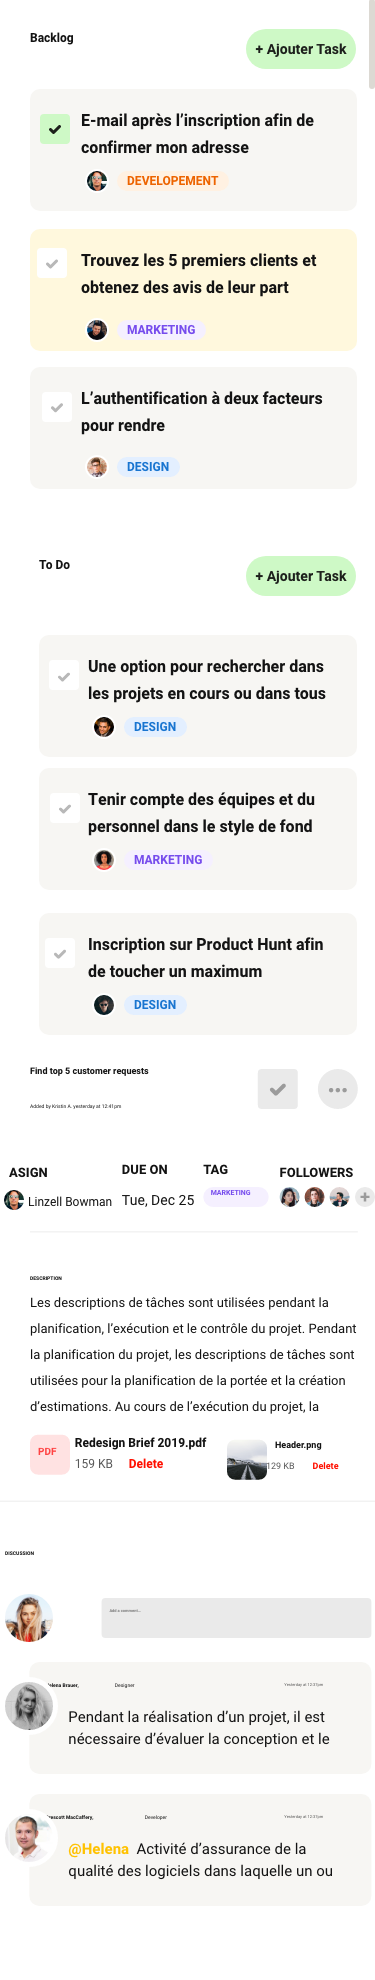 Backlog
+ Ajouter Task
E-mail après l’inscription afin de
confirmer mon adresse
DEVELOPEMENT
Trouvez les 5 premiers clients et
obtenez des avis de leur part
MARKETING
L’authentification à deux facteurs
pour rendre
DESIGN
To Do
+ Ajouter Task
Une option pour rechercher dans
les projets en cours ou dans tous
DESIGN
Tenir compte des équipes et du
personnel dans le style de fond
MARKETING
Inscription sur Product Hunt afin
de toucher un maximum
DESIGN
Find top 5 customer requests
Added by Kristin A. yesterday at 12:41pm
ASIGN
DUE ON
TAG
FOLLOWERS
Linzell Bowman
Tue, Dec 25
MARKETING
DESCRIPTION
Les descriptions de tâches sont utilisées pendant la
planification, l’exécution et le contrôle du projet. Pendant
la planification du projet, les descriptions de tâches sont
utilisées pour la planification de la portée et la création
d’estimations. Au cours de l’exécution du projet, la
PDF
Redesign Brief 2019.pdf
159 KB Delete
Header.png
129 KB Delete
DISCUSSION
Add a comment...
Helena Brauer, Designer Yesterday at 12:37pm
Pendant la réalisation d’un projet, il est
nécessaire d’évaluer la conception et le
Prescott MacCaffery, Developer Yesterday at 12:37pm
@Helena Activité d’assurance de la
qualité des logiciels dans laquelle un ou